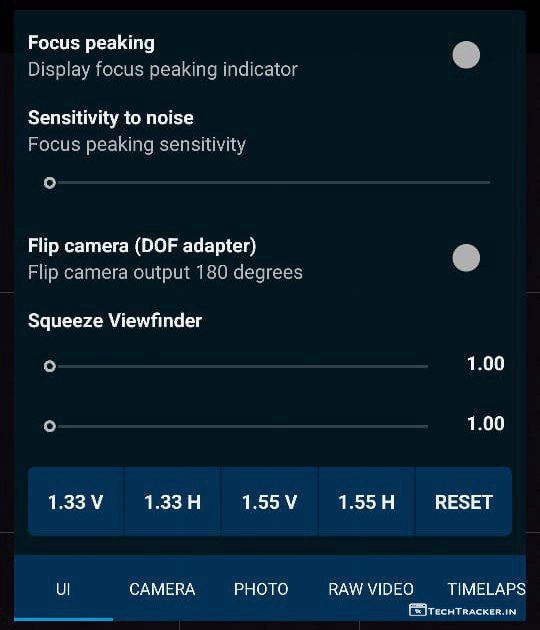 Focus peaking
Display focus peaking indicator
Sensitivity to noise
Focus peaking sensitivity
Flip camera (DOF adapter)
Flip camera output 180 degrees
Squeeze Viewfinder
1.00
1.00
1.33 V 1.33 H 1.55 V 1.55 H RESET
UI CAMERA PHOTO RAW VIDEO TIMELAPS
TECHTRACKER.IN